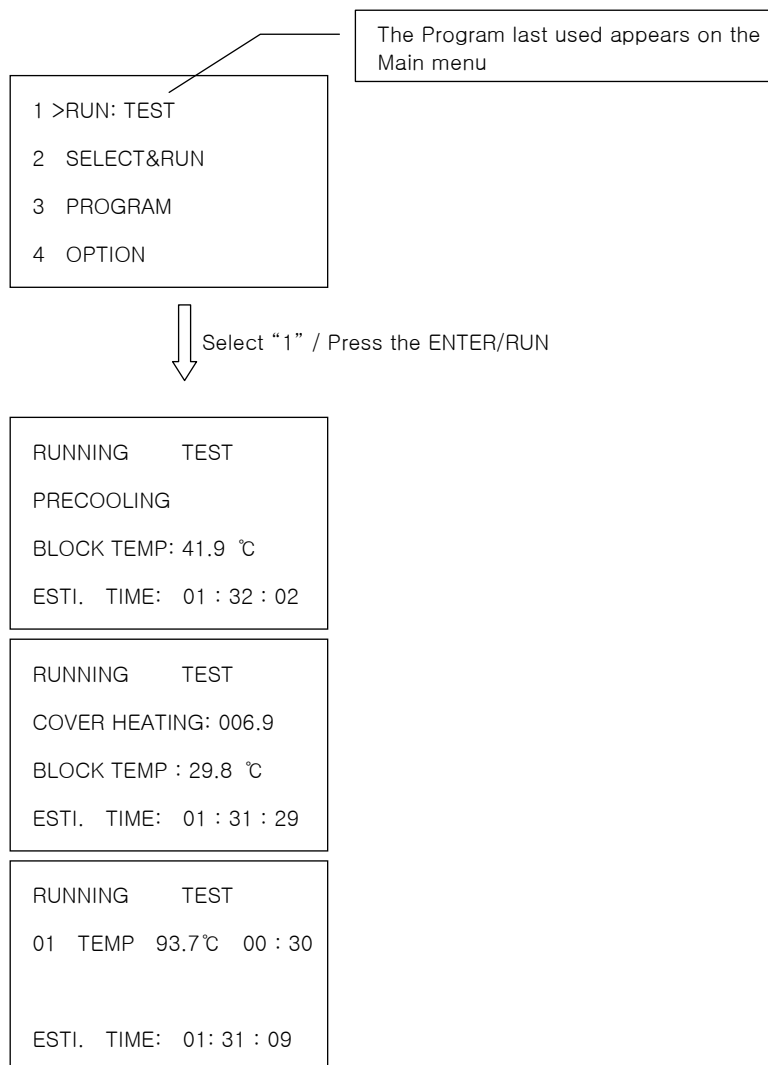 The Program last used appears on the
Main menu
1 >RUN: TEST
2 SELECT&RUN
3 PROGRAM
4 OPTION
Select “1” / Press the ENTER/RUN
RUNNING TEST
PRECOOLING
BLOCK TEMP: 41.9 ℃
ESTI. TIME: 01 : 32 : 02
RUNNING TEST
COVER HEATING: 006.9
BLOCK TEMP : 29.8 ℃
ESTI. TIME: 01 : 31 : 29
RUNNING TEST
01 TEMP 93.7℃ 00 : 30
ESTI. TIME: 01: 31 : 09